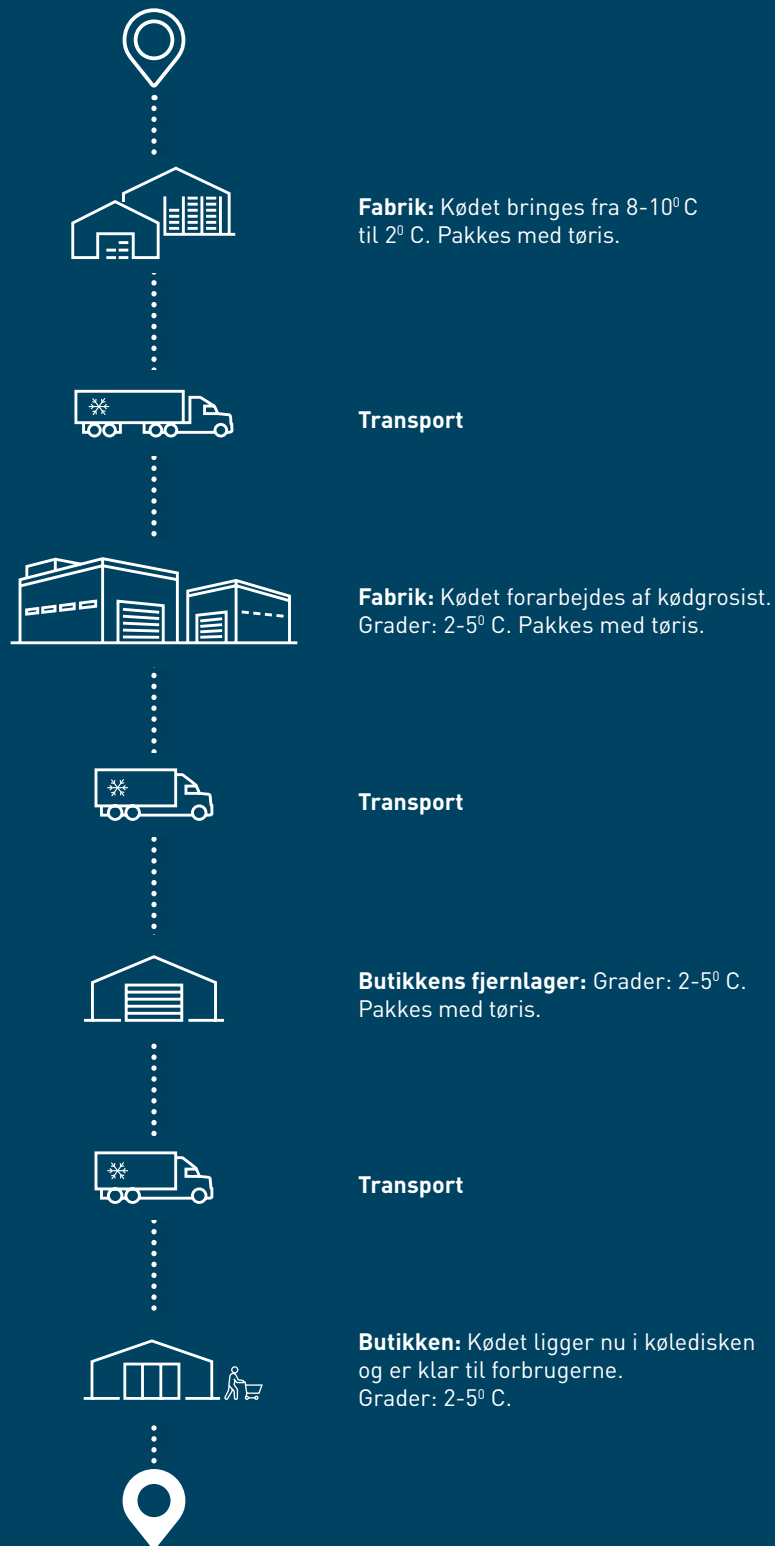 Fabrik: Kødet bringes fra 8-10⁰ C
til 2⁰ C. Pakkes med tøris.
Transport
Fabrik: Kødet forarbejdes af kødgrosist.
Grader: 2-5⁰ C. Pakkes med tøris.
Transport
Butikkens fjernlager: Grader: 2-5⁰ C.
Pakkes med tøris.
Transport
Butikken: Kødet ligger nu i køledisken
og er klar til forbrugerne.
Grader: 2-5⁰ C.